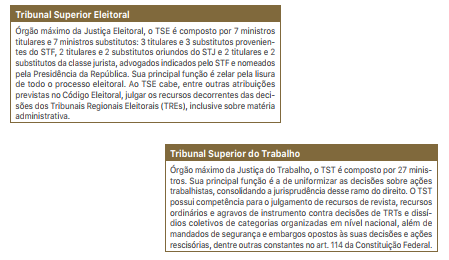 Tribunal Superior Eleitoral
Órgão máximo da Justiça Eleitoral, o TSE é composto por 7 ministros
titulares e 7 ministros substitutos: 3 titulares e 3 substitutos provenien-
tes do STF, 2 titulares e 2 substitutos oriundos do STJ e 2 titulares e 2
substitutos da classe jurista, advogados indicados pelo STF e nomeados
pela Presidência da República. Sua principal função é zelar pela lisura
de todo o processo eleitoral. Ao TSE cabe, entre outras atribuições
previstas no Código Eleitoral, julgar os recursos decorrentes das deci-
sões dos Tribunais Regionais Eleitorais (TREs), inclusive sobre matéria
administrativa.
Tribunal Superior do Trabalho
Órgão máximo da Justiça do Trabalho, o TST é composto por 27 minis-
tros. Sua principal função é a de uniformizar as decisões sobre ações
trabalhistas, consolidando a jurisprudência desse ramo do direito. O TST
possui competência para o julgamento de recursos de revista, recursos
ordinários e agravos de instrumento contra decisões de TRTs e dissí-
dios coletivos de categorias organizadas em nível nacional, além de
mandados de segurança e embargos opostos às suas decisões e ações
rescisórias, dentre outras constantes no art. 114 da Constituição Federal.